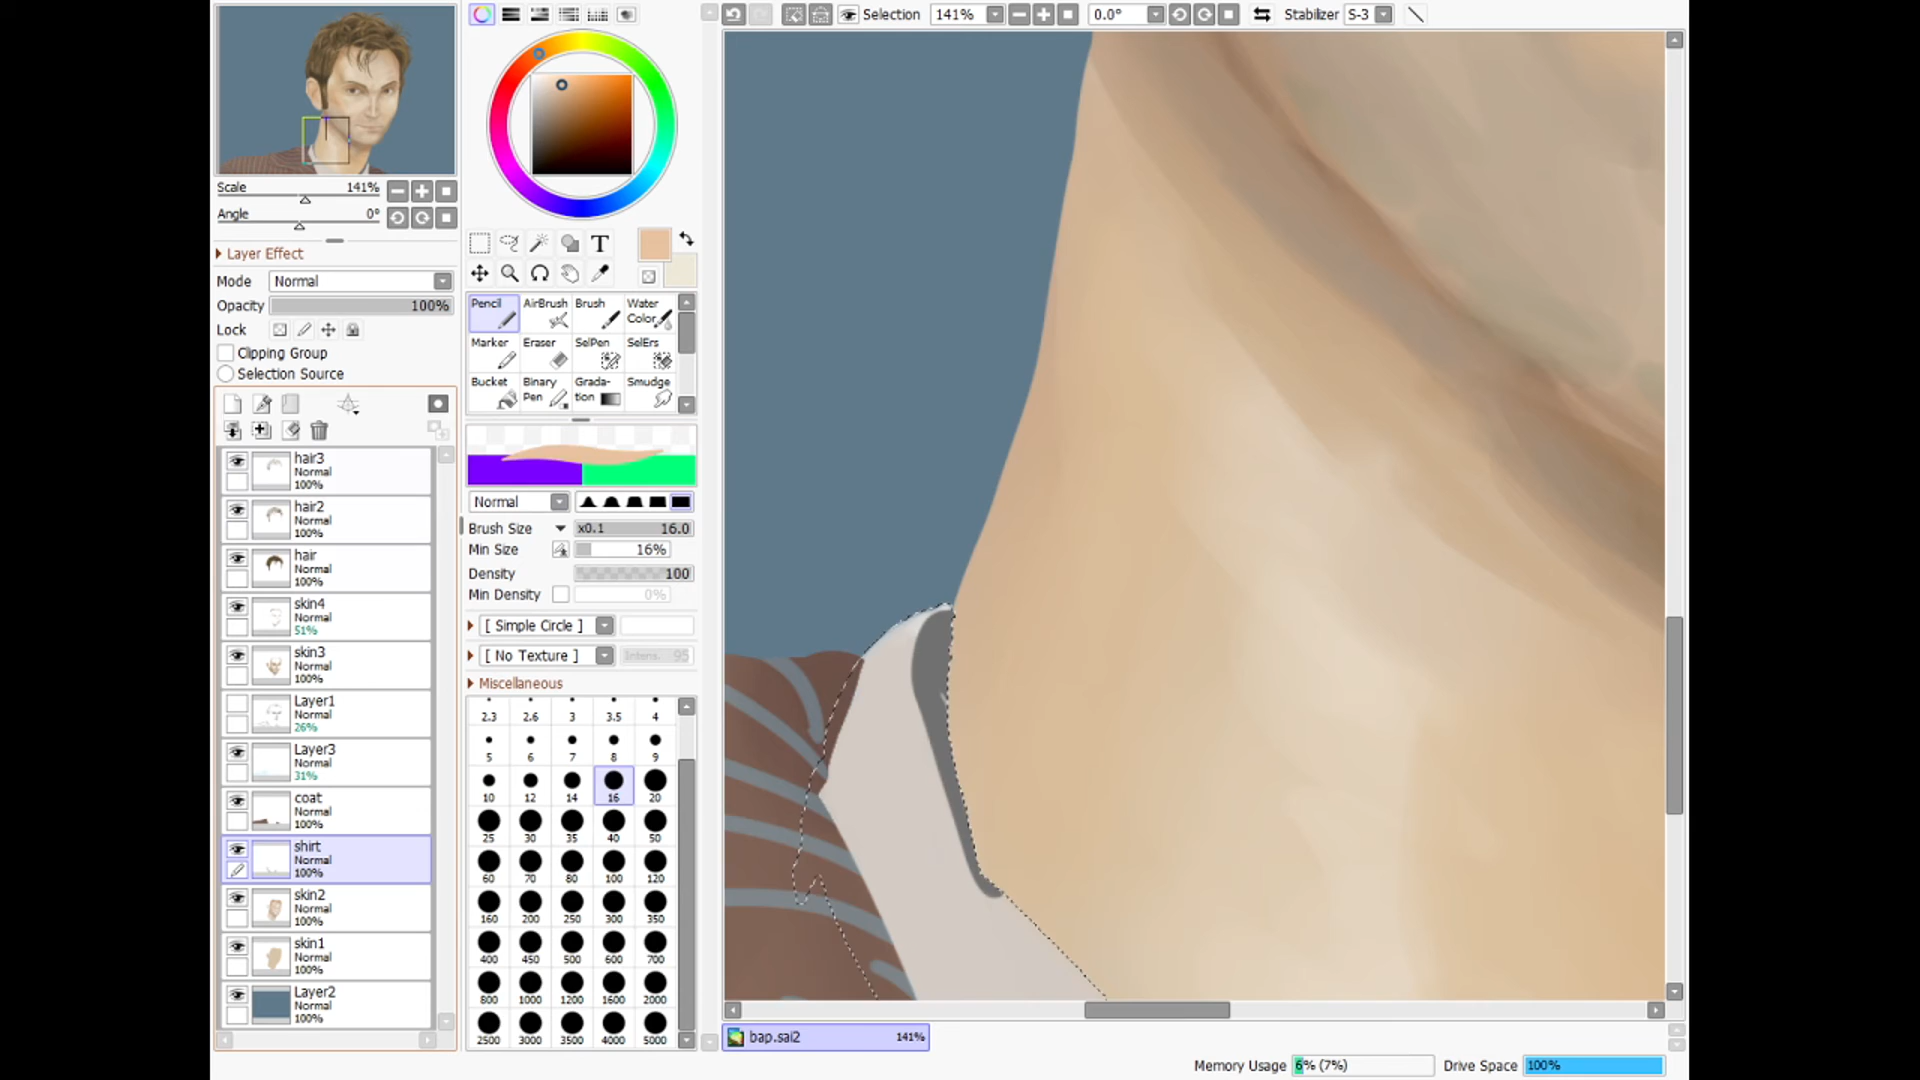 Selection 141% 0.0° Stabilizer S-3
Scale 141%
Angle 0°
Layer Effect
Mode Normal
Opacity 100%
Lock
Clipping Group
Selection Source
hair3
Normal
100%
hair2
Normal
100%
hair
Normal
100%
skin4
Normal
51%
skin3
Normal
100%
Layer1
Normal
26%
Layer3
Normal
31%
coat
Normal
100%
shirt
Normal
100%
skin2
Normal
100%
skin1
Normal
100%
Layer2
Normal
100%
T
Pencil AirBrush Brush Water Color
Marker Eraser SelPen SelErs
Bucket Binary Pen Grada-tion Smudge
Normal
Brush Size x0.1 16.0
Min Size 16%
Density 100
Min Density 0%
[ Simple Circle ]
[ No Texture ] Intens. 95
Miscellaneous
2.3 2.6 3 3.5 4
5 6 7 8 9
10 12 14 16 20
25 30 35 40 50
60 70 80 100 120
160 200 250 300 350
400 450 500 600 700
800 1000 1200 1600 2000
2500 3000 3500 4000 5000
bap.sai2 141%
Memory Usage 6% (7%) Drive Space 100%